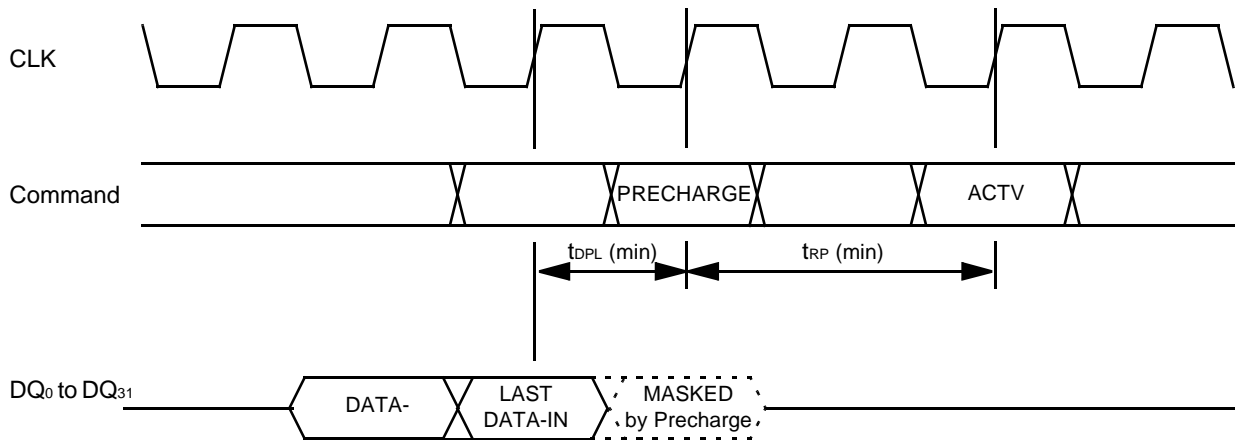 CLK
Command
PRECHARGE
ACTV
tDPL (min)
tRP (min)
DQ0 to DQ31
DATA-
LAST
DATA-IN
MASKED
by Precharge